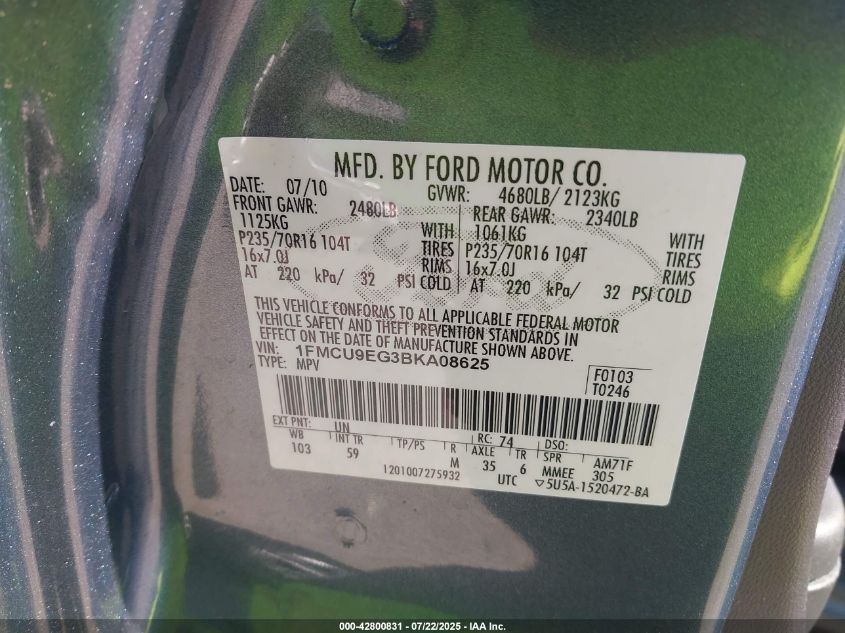 MFD. BY FORD MOTOR CO.
DATE: 07/10 GVWR: 4680LB/ 2123KG
FRONT GAWR: 2480LB REAR GAWR: 2340LB
1125KG WITH 1061KG WITH
P235/70R16 104T TIRES P235/70R16 104T TIRES
16x7.0J RIMS 16x7.0J RIMS
AT 220 kPa/ 32 PSI COLD AT 220 kPa/ 32 PSI COLD
THIS VEHICLE CONFORMS TO ALL APPLICABLE FEDERAL MOTOR
VEHICLE SAFETY AND THEFT PREVENTION STANDARDS IN
EFFECT ON THE DATE OF MANUFACTURE SHOWN ABOVE.
VIN: 1FMCU9EG3BKA08625
TYPE: MPV
F0103
T0246
EXT PNT: UN RC: 74 DSO:
WB INT TR TP/PS R AXLE TR SPR AM71F
103 59 M 35 6 MMEE 305
1201007275932 UTC ▽5U5A-1520472-BA
000-42800831 - 07/22/2025 - IAA Inc.